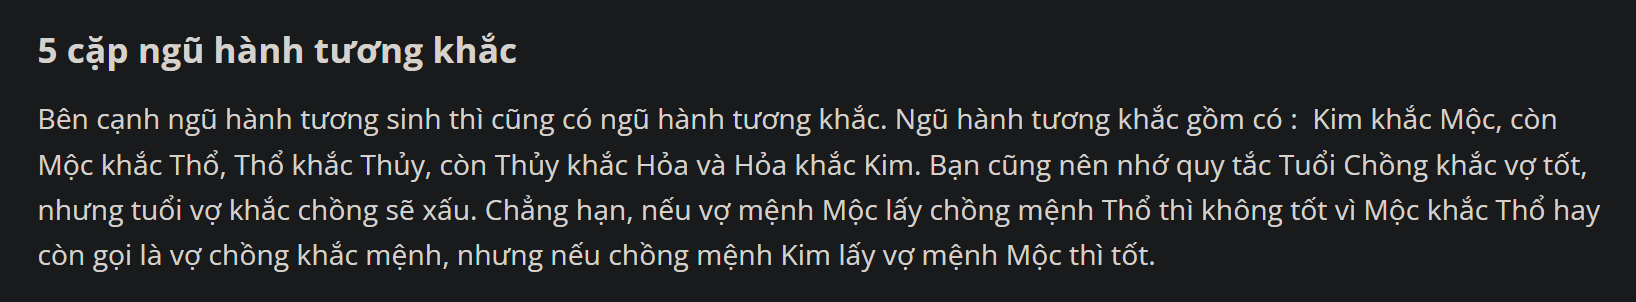 5 cặp ngũ hành tương khắc
Bên cạnh ngũ hành tương sinh thì cũng có ngũ hành tương khắc. Ngũ hành tương khắc gồm có :  Kim khắc Mộc, còn
Mộc khắc Thổ, Thổ khắc Thủy, còn Thủy khắc Hỏa và Hỏa khắc Kim. Bạn cũng nên nhớ quy tắc Tuổi Chồng khắc vợ tốt,
nhưng tuổi vợ khắc chồng sẽ xấu. Chẳng hạn, nếu vợ mệnh Mộc lấy chồng mệnh Thổ thì không tốt vì Mộc khắc Thổ hay
còn gọi là vợ chồng khắc mệnh, nhưng nếu chồng mệnh Kim lấy vợ mệnh Mộc thì tốt.